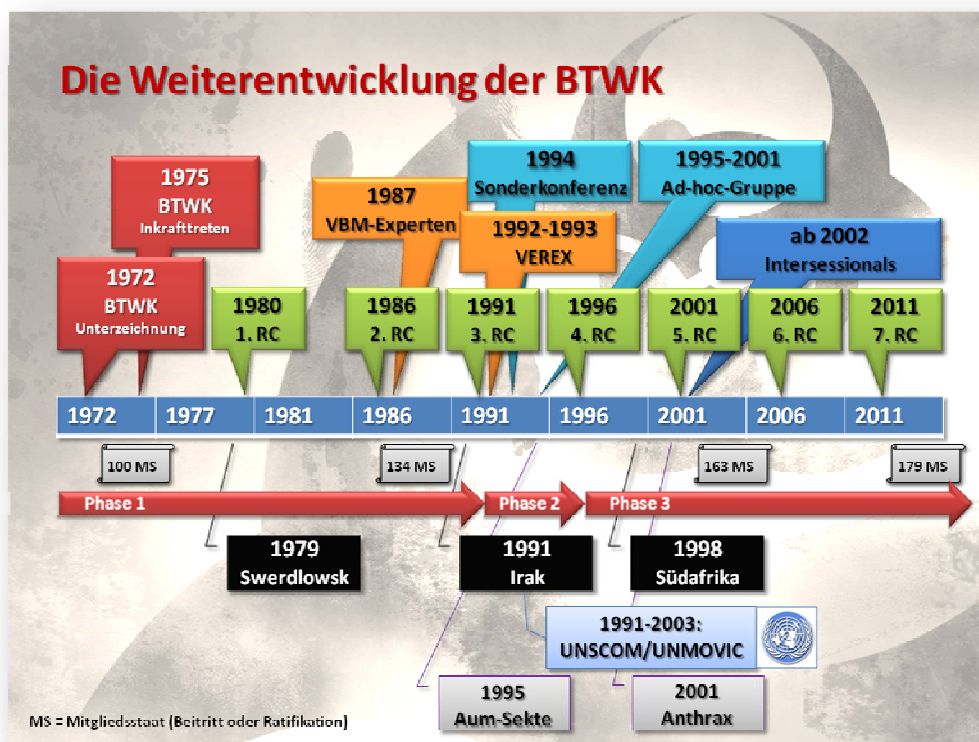 Die Weiterentwicklung der BTWK
1994
Sonderkonferenz
1995-2001
Ad-hoc-Gruppe
1975
BTWK
Inkrafttreten
1987
VBM-Experten
1992-1993
VEREX
ab 2002
Intersessionals
1972
BTWK
Unterzeichnung
1980
1. RC
1986
2. RC
1991
3. RC
1996
4. RC
2001
5. RC
2006
6. RC
2011
7. RC
1972 1977 1981 1986 1991 1996 2001 2006 2011
100 MS 134 MS 163 MS 179 MS
Phase 1 Phase 2 Phase 3
1979
Swerdlowsk
1991
Irak
1998
Südafrika
1991-2003:
UNSCOM/UNMOVIC
1995
Aum-Sekte
2001
Anthrax
MS = Mitgliedsstaat (Beitritt oder Ratifikation)